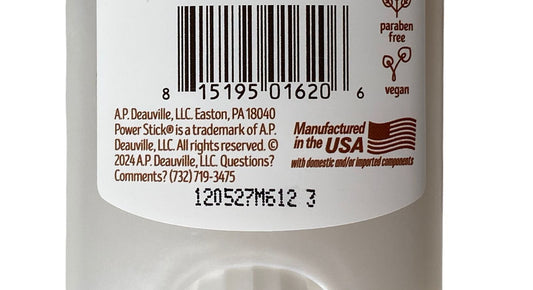 paraben
free
vegan
8 15195 01620 6
A.P. Deauville, LLC. Easton, PA 18040
Power Stick® is a trademark of A.P.
Deauville, LLC. All rights reserved. ©
2024 A.P. Deauville, LLC. Questions?
Comments? (732) 719-3475
Manufactured
in the USA
with domestic and/or imported components
120527M612 3